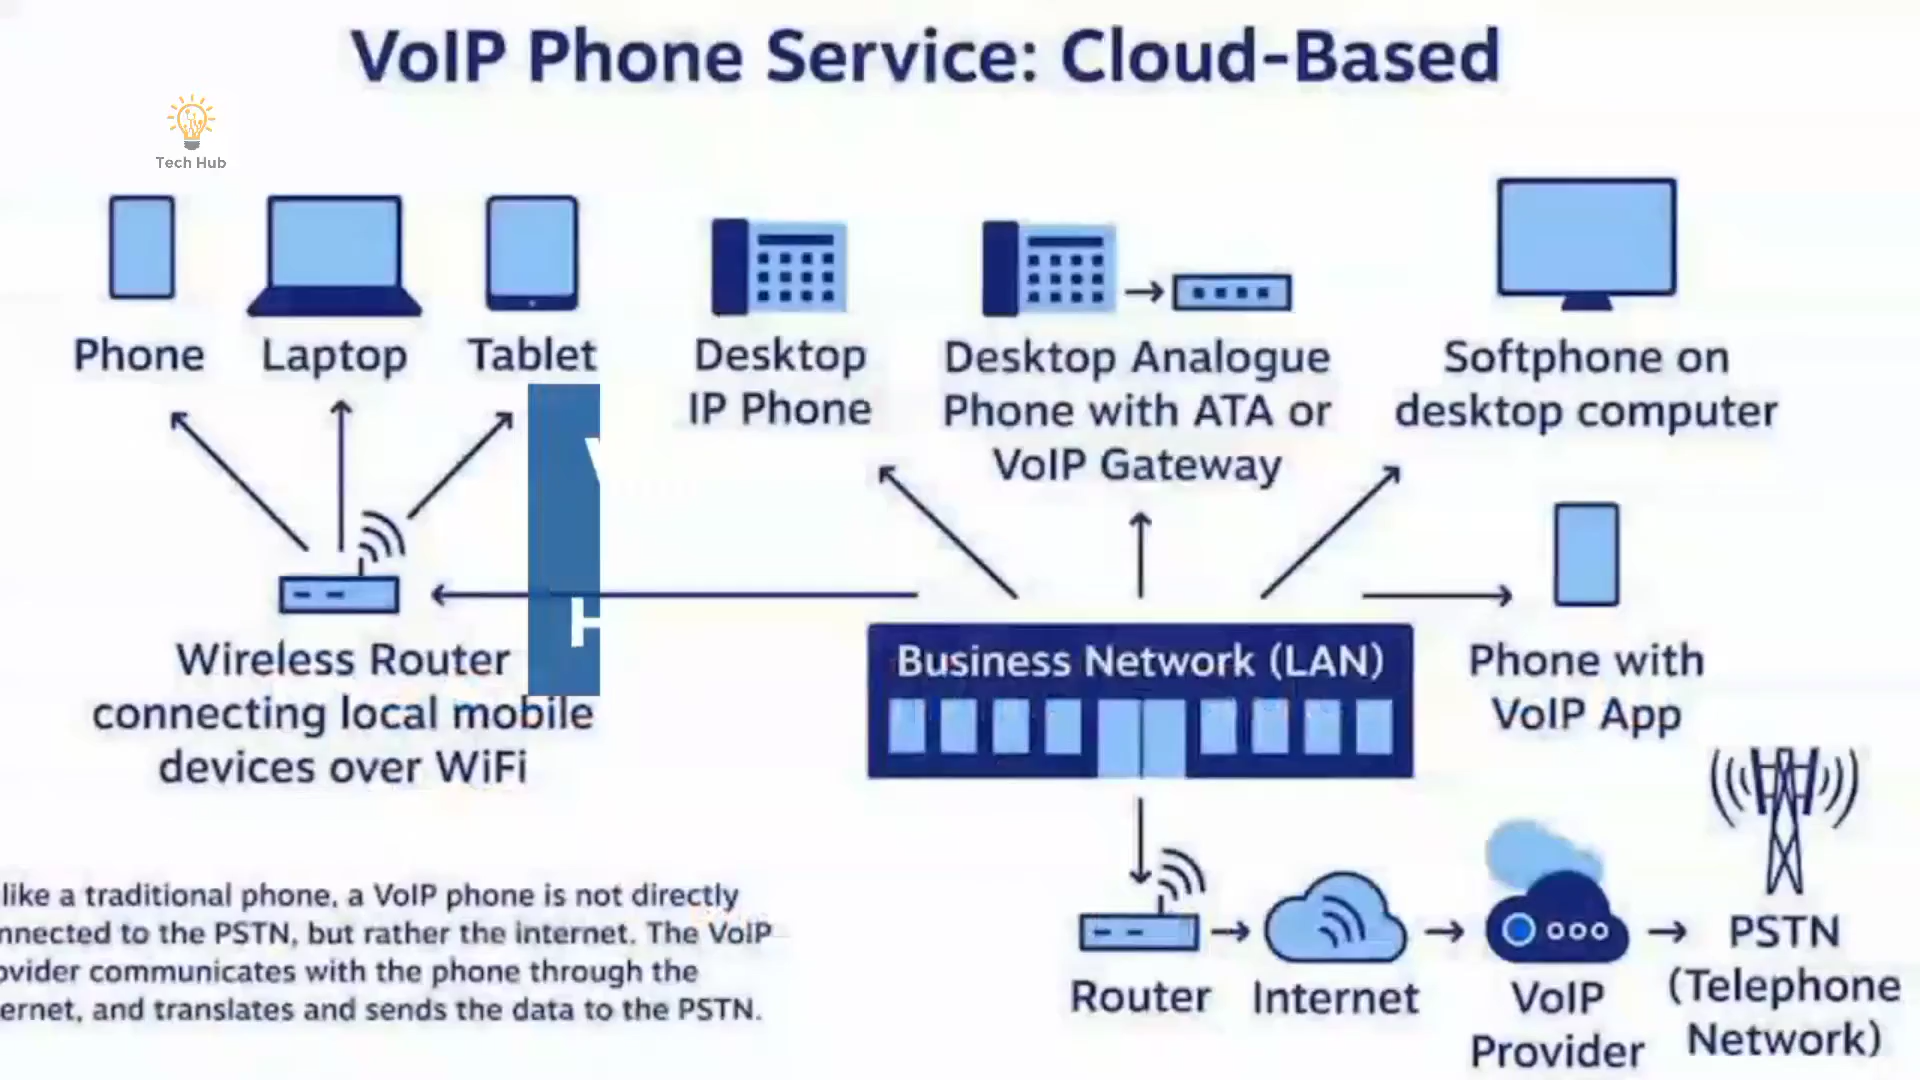 VoIP Phone Service: Cloud-Based
Tech Hub
Phone
Laptop
Tablet
Desktop
IP Phone
Desktop Analogue
Phone with ATA or
VoIP Gateway
Softphone on
desktop computer
Wireless Router
connecting local mobile
devices over WiFi
Business Network (LAN)
Phone with
VoIP App
like a traditional phone, a VoIP phone is not directly
nnected to the PSTN, but rather the internet. The VoIP
ovider communicates with the phone through the
ernet, and translates and sends the data to the PSTN.
Router
Internet
VoIP
Provider
PSTN
(Telephone
Network)